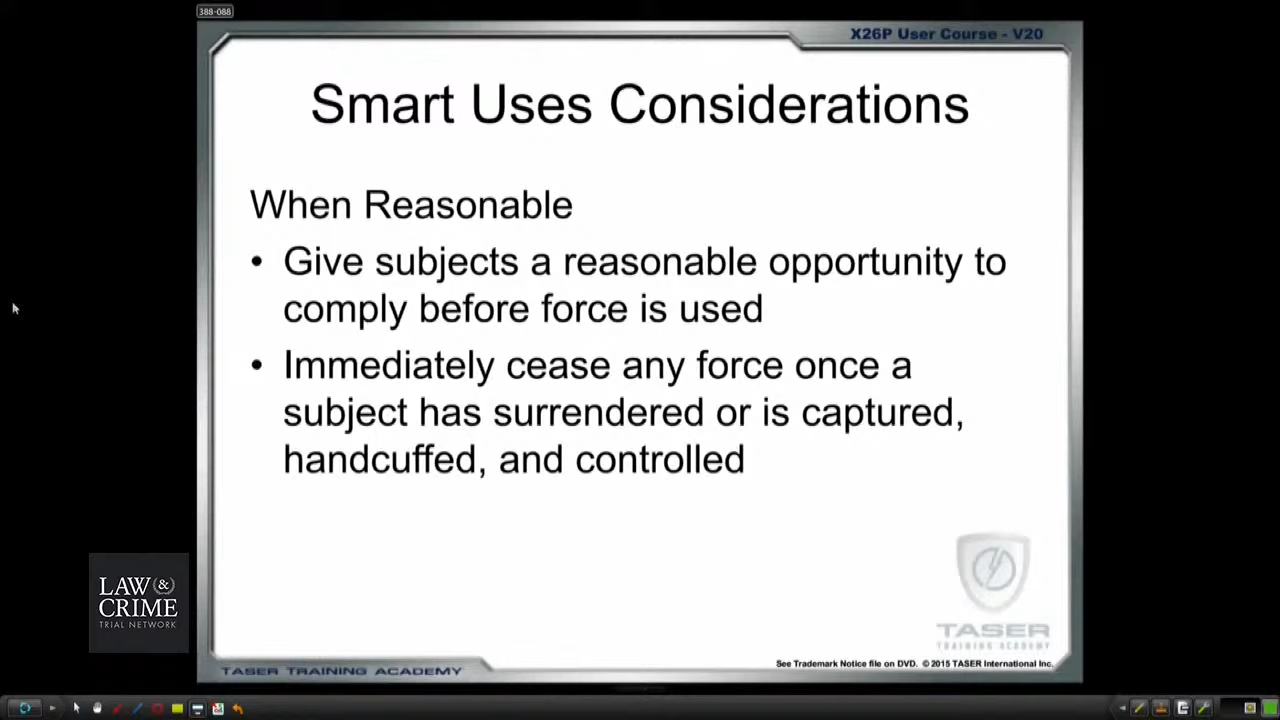 388-088
X26P User Course - V20
Smart Uses Considerations
When Reasonable
• Give subjects a reasonable opportunity to
comply before force is used
• Immediately cease any force once a
subject has surrendered or is captured,
handcuffed, and controlled
LAW &
CRIME
TRIAL NETWORK
TASER
TRAINING ACADEMY
See Trademark Notice file on DVD. © 2015 TASER International Inc.
TASER TRAINING ACADEMY